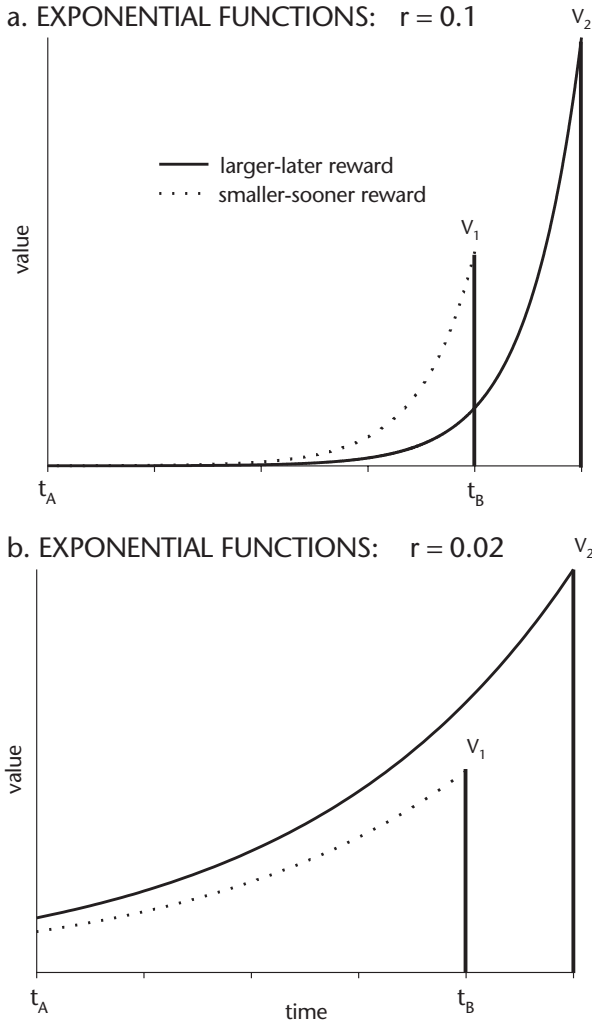 a. EXPONENTIAL FUNCTIONS: r = 0.1
V2
larger-later reward
smaller-sooner reward
V1
value
tA
tB
b. EXPONENTIAL FUNCTIONS: r = 0.02
V2
V1
value
tA
time
tB